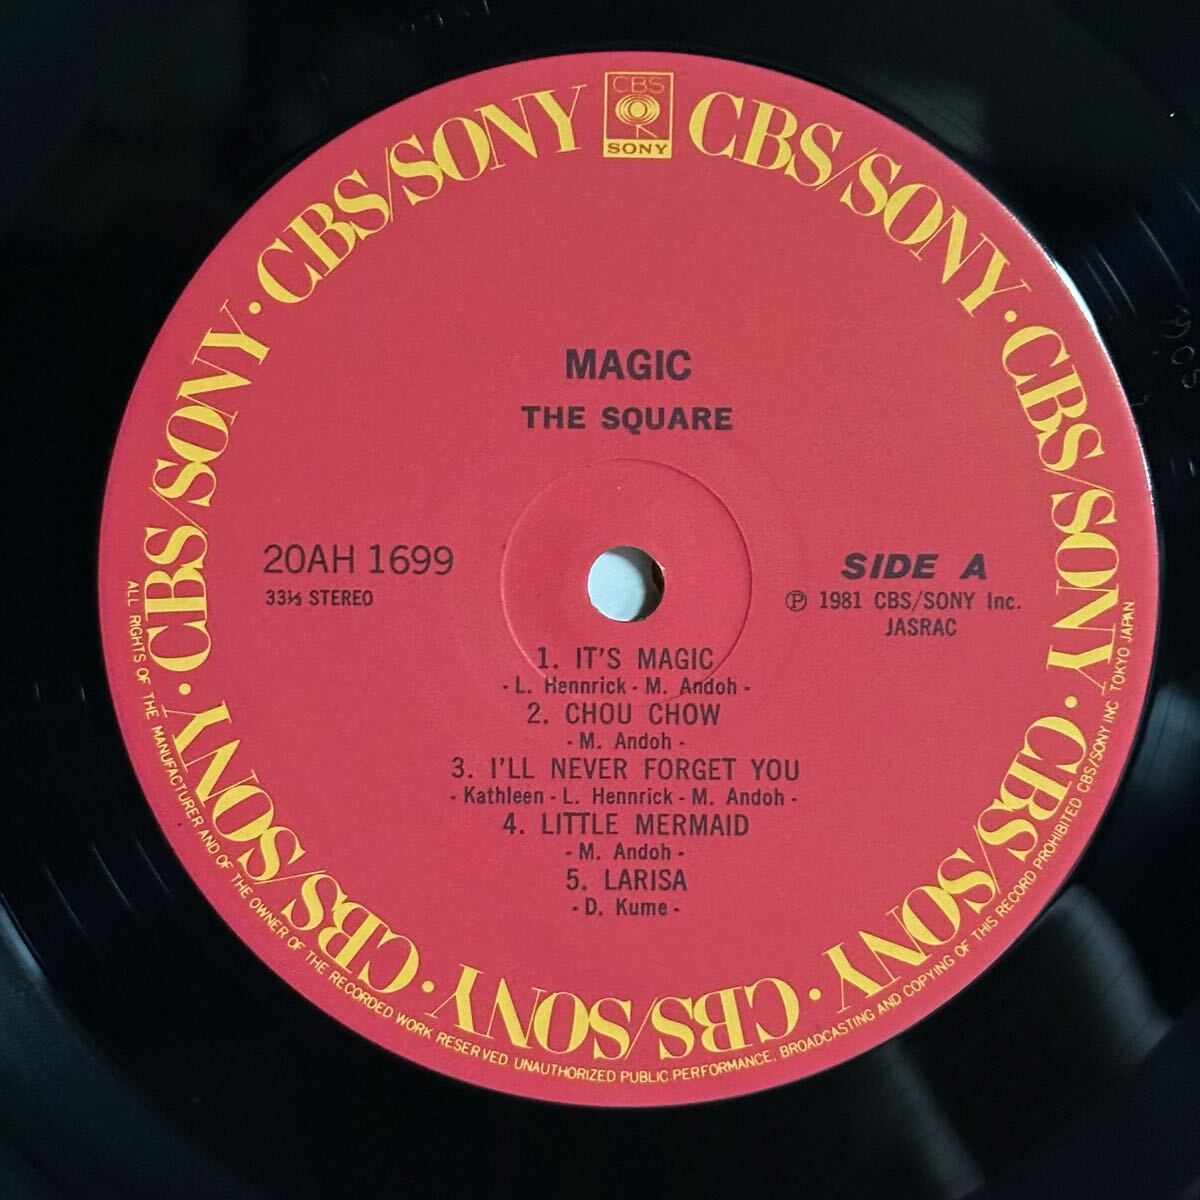 CBS
SONY
CBS/SONY · CBS/SONY · CBS/SONY · CBS/SONY · CBS/SONY · CBS/SONY · CBS/SONY · CBS/SONY · CBS/SONY · CBS/SONY
MAGIC
THE SQUARE
20AH 1699
33⅓ STEREO
SIDE A
Ⓟ 1981 CBS/SONY Inc.
JASRAC
1. IT'S MAGIC
- L. Hennrick - M. Andoh -
2. CHOU CHOW
- M. Andoh -
3. I'LL NEVER FORGET YOU
- Kathleen - L. Hennrick - M. Andoh -
4. LITTLE MERMAID
- M. Andoh -
5. LARISA
- D. Kume -
ALL RIGHTS OF THE MANUFACTURER AND OF THE OWNER OF THE RECORDED WORK RESERVED. UNAUTHORIZED PUBLIC PERFORMANCE, BROADCASTING AND COPYING OF THIS RECORD PROHIBITED CBS/SONY INC TOKYO JAPAN